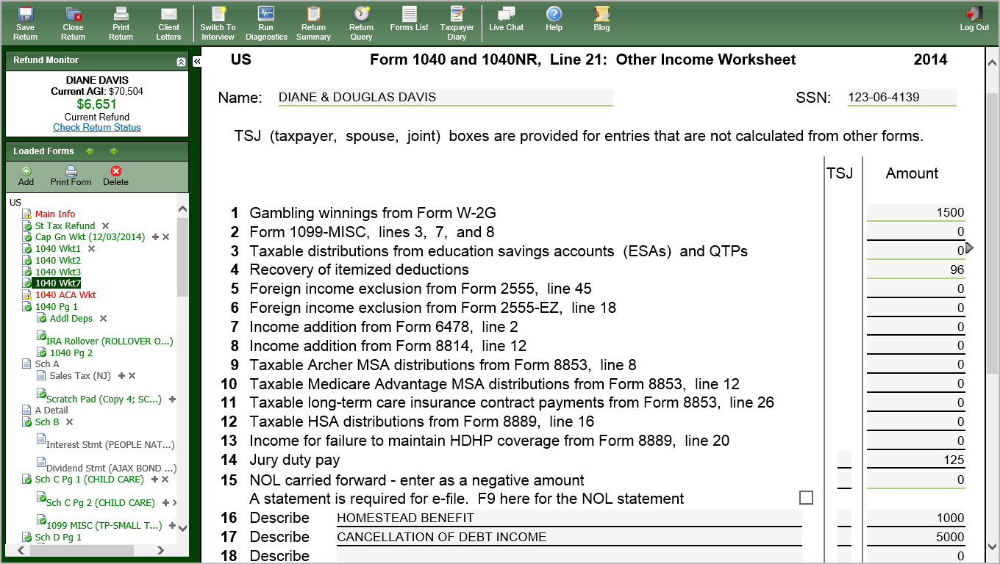 Save Return
Close Return
Print Return
Client Letters
Switch To Interview
Run Diagnostics
Return Summary
Return Query
Forms List
Taxpayer Diary
Live Chat
Help
Blog
Log Out
Refund Monitor
DIANE DAVIS
Current AGI: $70,504
$6,651
Current Refund
Check Return Status
Loaded Forms
Add
Print Form
Delete
US
Main Info
St Tax Refund
Cap Gn Wkt (12/03/2014)
1040 Wkt1
1040 Wkt2
1040 Wkt3
1040 Wkt7
1040 ACA Wkt
1040 Pg 1
Addl Deps
IRA Rollover (ROLLOVER O...)
1040 Pg 2
Sch A
Sales Tax (NJ)
Scratch Pad (Copy 4; SC...)
A Detail
Sch B
Interest Stmt (PEOPLE NAT...)
Dividend Stmt (AJAX BOND ...)
Sch C Pg 1 (CHILD CARE)
Sch C Pg 2 (CHILD CARE)
1099 MISC (TP-SMALL T...)
Sch D Pg 1
US Form 1040 and 1040NR, Line 21: Other Income Worksheet 2014
Name: DIANE & DOUGLAS DAVIS SSN: 123-06-4139
TSJ (taxpayer, spouse, joint) boxes are provided for entries that are not calculated from other forms.
TSJ Amount
1 Gambling winnings from Form W-2G 1500
2 Form 1099-MISC, lines 3, 7, and 8 0
3 Taxable distributions from education savings accounts (ESAs) and QTPs 0
4 Recovery of itemized deductions 96
5 Foreign income exclusion from Form 2555, line 45 0
6 Foreign income exclusion from Form 2555-EZ, line 18 0
7 Income addition from Form 6478, line 2 0
8 Income addition from Form 8814, line 12 0
9 Taxable Archer MSA distributions from Form 8853, line 8 0
10 Taxable Medicare Advantage MSA distributions from Form 8853, line 12 0
11 Taxable long-term care insurance contract payments from Form 8853, line 26 0
12 Taxable HSA distributions from Form 8889, line 16 0
13 Income for failure to maintain HDHP coverage from Form 8889, line 20 0
14 Jury duty pay 125
15 NOL carried forward - enter as a negative amount 0
A statement is required for e-file. F9 here for the NOL statement
16 Describe HOMESTEAD BENEFIT 1000
17 Describe CANCELLATION OF DEBT INCOME 5000
18 Describe 0